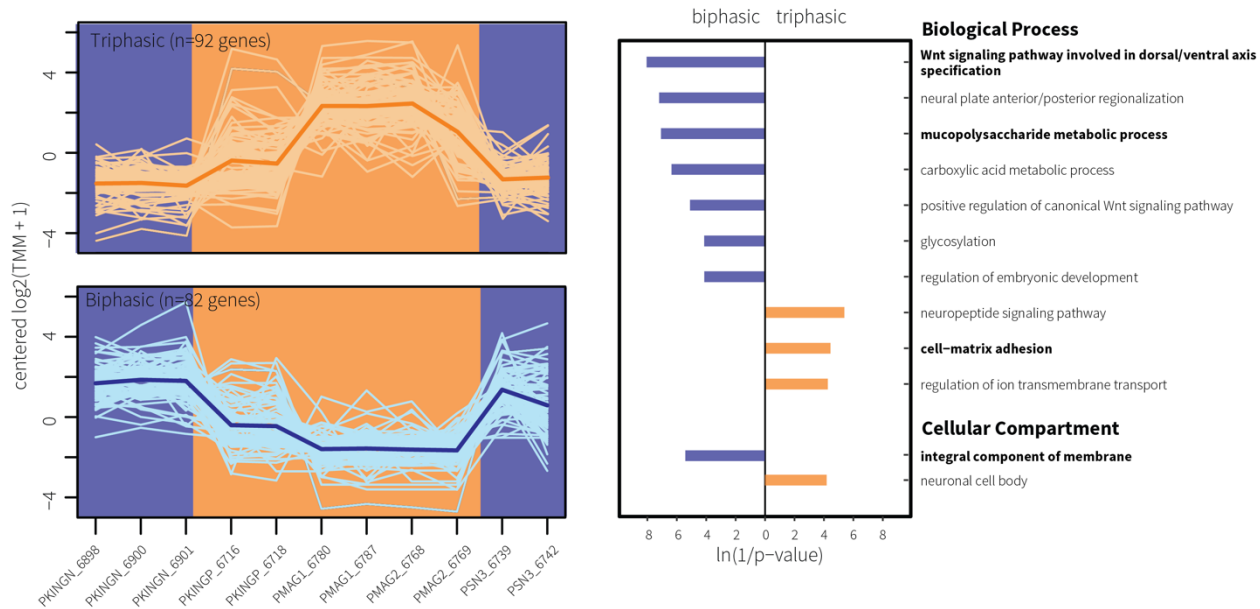 Triphasic (n=92 genes)
4
0
−4
Biphasic (n=82 genes)
4
0
−4
centered log2(TMM + 1)
PKINGN_6898
PKINGN_6900
PKINGN_6901
PKINGP_6716
PKINGP_6718
PMAG1_6780
PMAG1_6787
PMAG2_6768
PMAG2_6769
PSN3_6739
PSN3_6742
biphasic triphasic
Biological Process
Wnt signaling pathway involved in dorsal/ventral axis
specification
neural plate anterior/posterior regionalization
mucopolysaccharide metabolic process
carboxylic acid metabolic process
positive regulation of canonical Wnt signaling pathway
glycosylation
regulation of embryonic development
neuropeptide signaling pathway
cell−matrix adhesion
regulation of ion transmembrane transport
Cellular Compartment
integral component of membrane
neuronal cell body
8 6 4 2 0 2 4 6 8
ln(1/p−value)